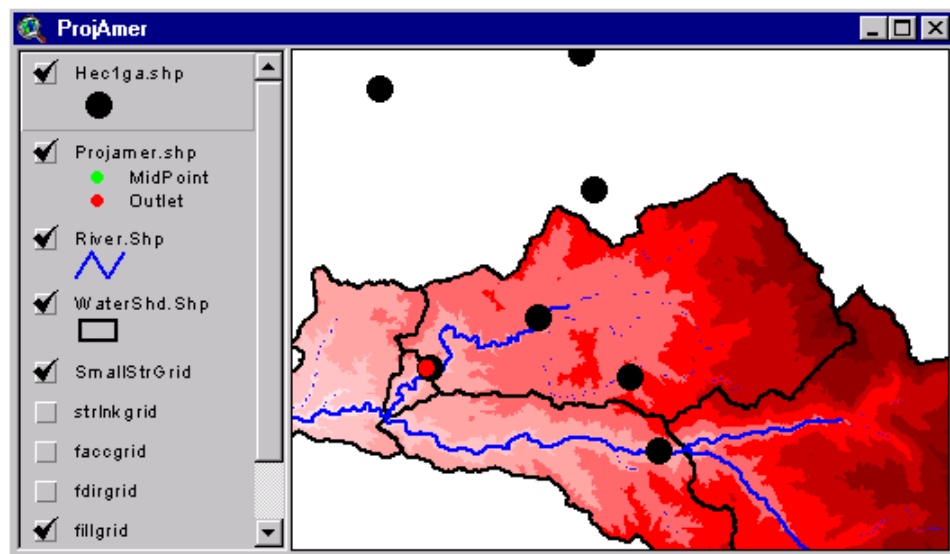 ProjAmer
Hec1ga.shp
Projamer.shp
MidPoint
Outlet
River.Shp
WaterShd.Shp
SmallStrGrid
strlnkgrid
faccgrid
fdirgrid
fillgrid